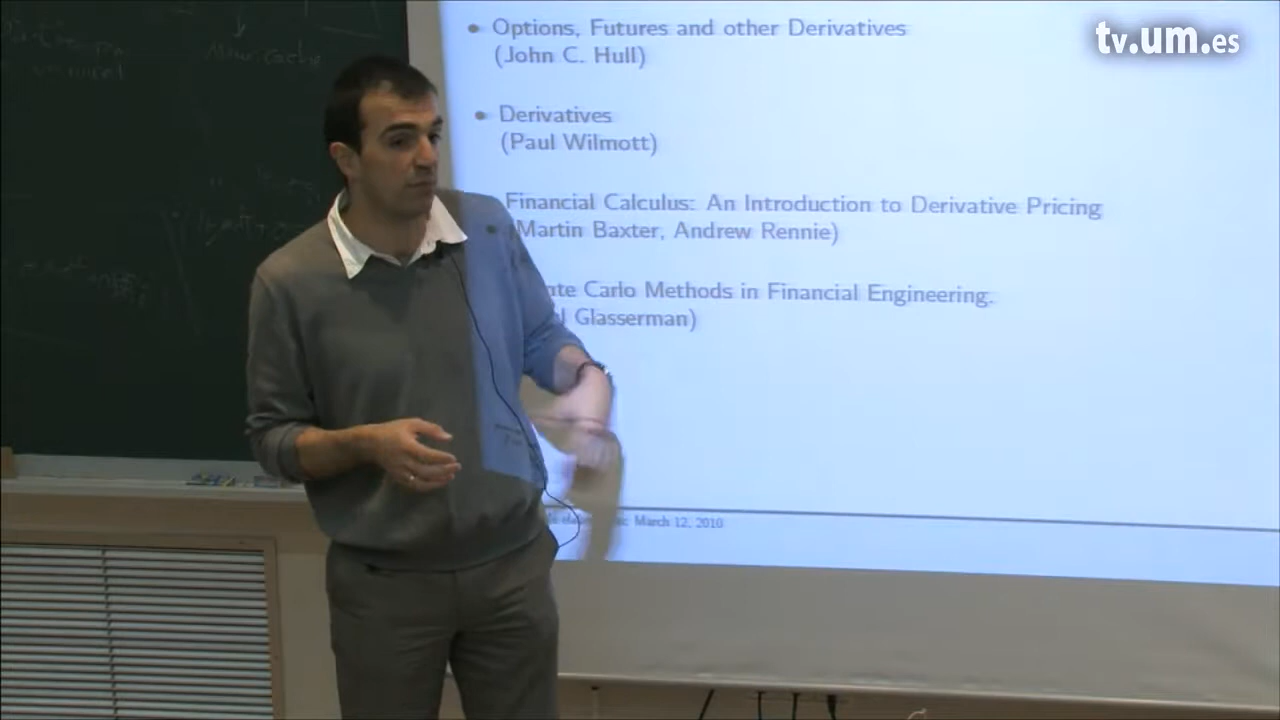 Options, Futures and other Derivatives
(John C. Hull)
tv.um.es
Derivatives
(Paul Wilmott)
Financial Calculus: An Introduction to Derivative Pricing
(Martin Baxter, Andrew Rennie)
Carlo Methods in Financial Engineering.
Glasserman)
March 12, 2010